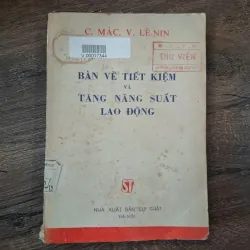 C. MÁC, V. LÊ-NIN
THƯ VIỆN
BÀN VỀ TIẾT KIỆM
VÀ
TĂNG NĂNG SUẤT
LAO ĐỘNG
ST
NHÀ XUẤT BẢN SỰ THẬT
HÀ NỘI